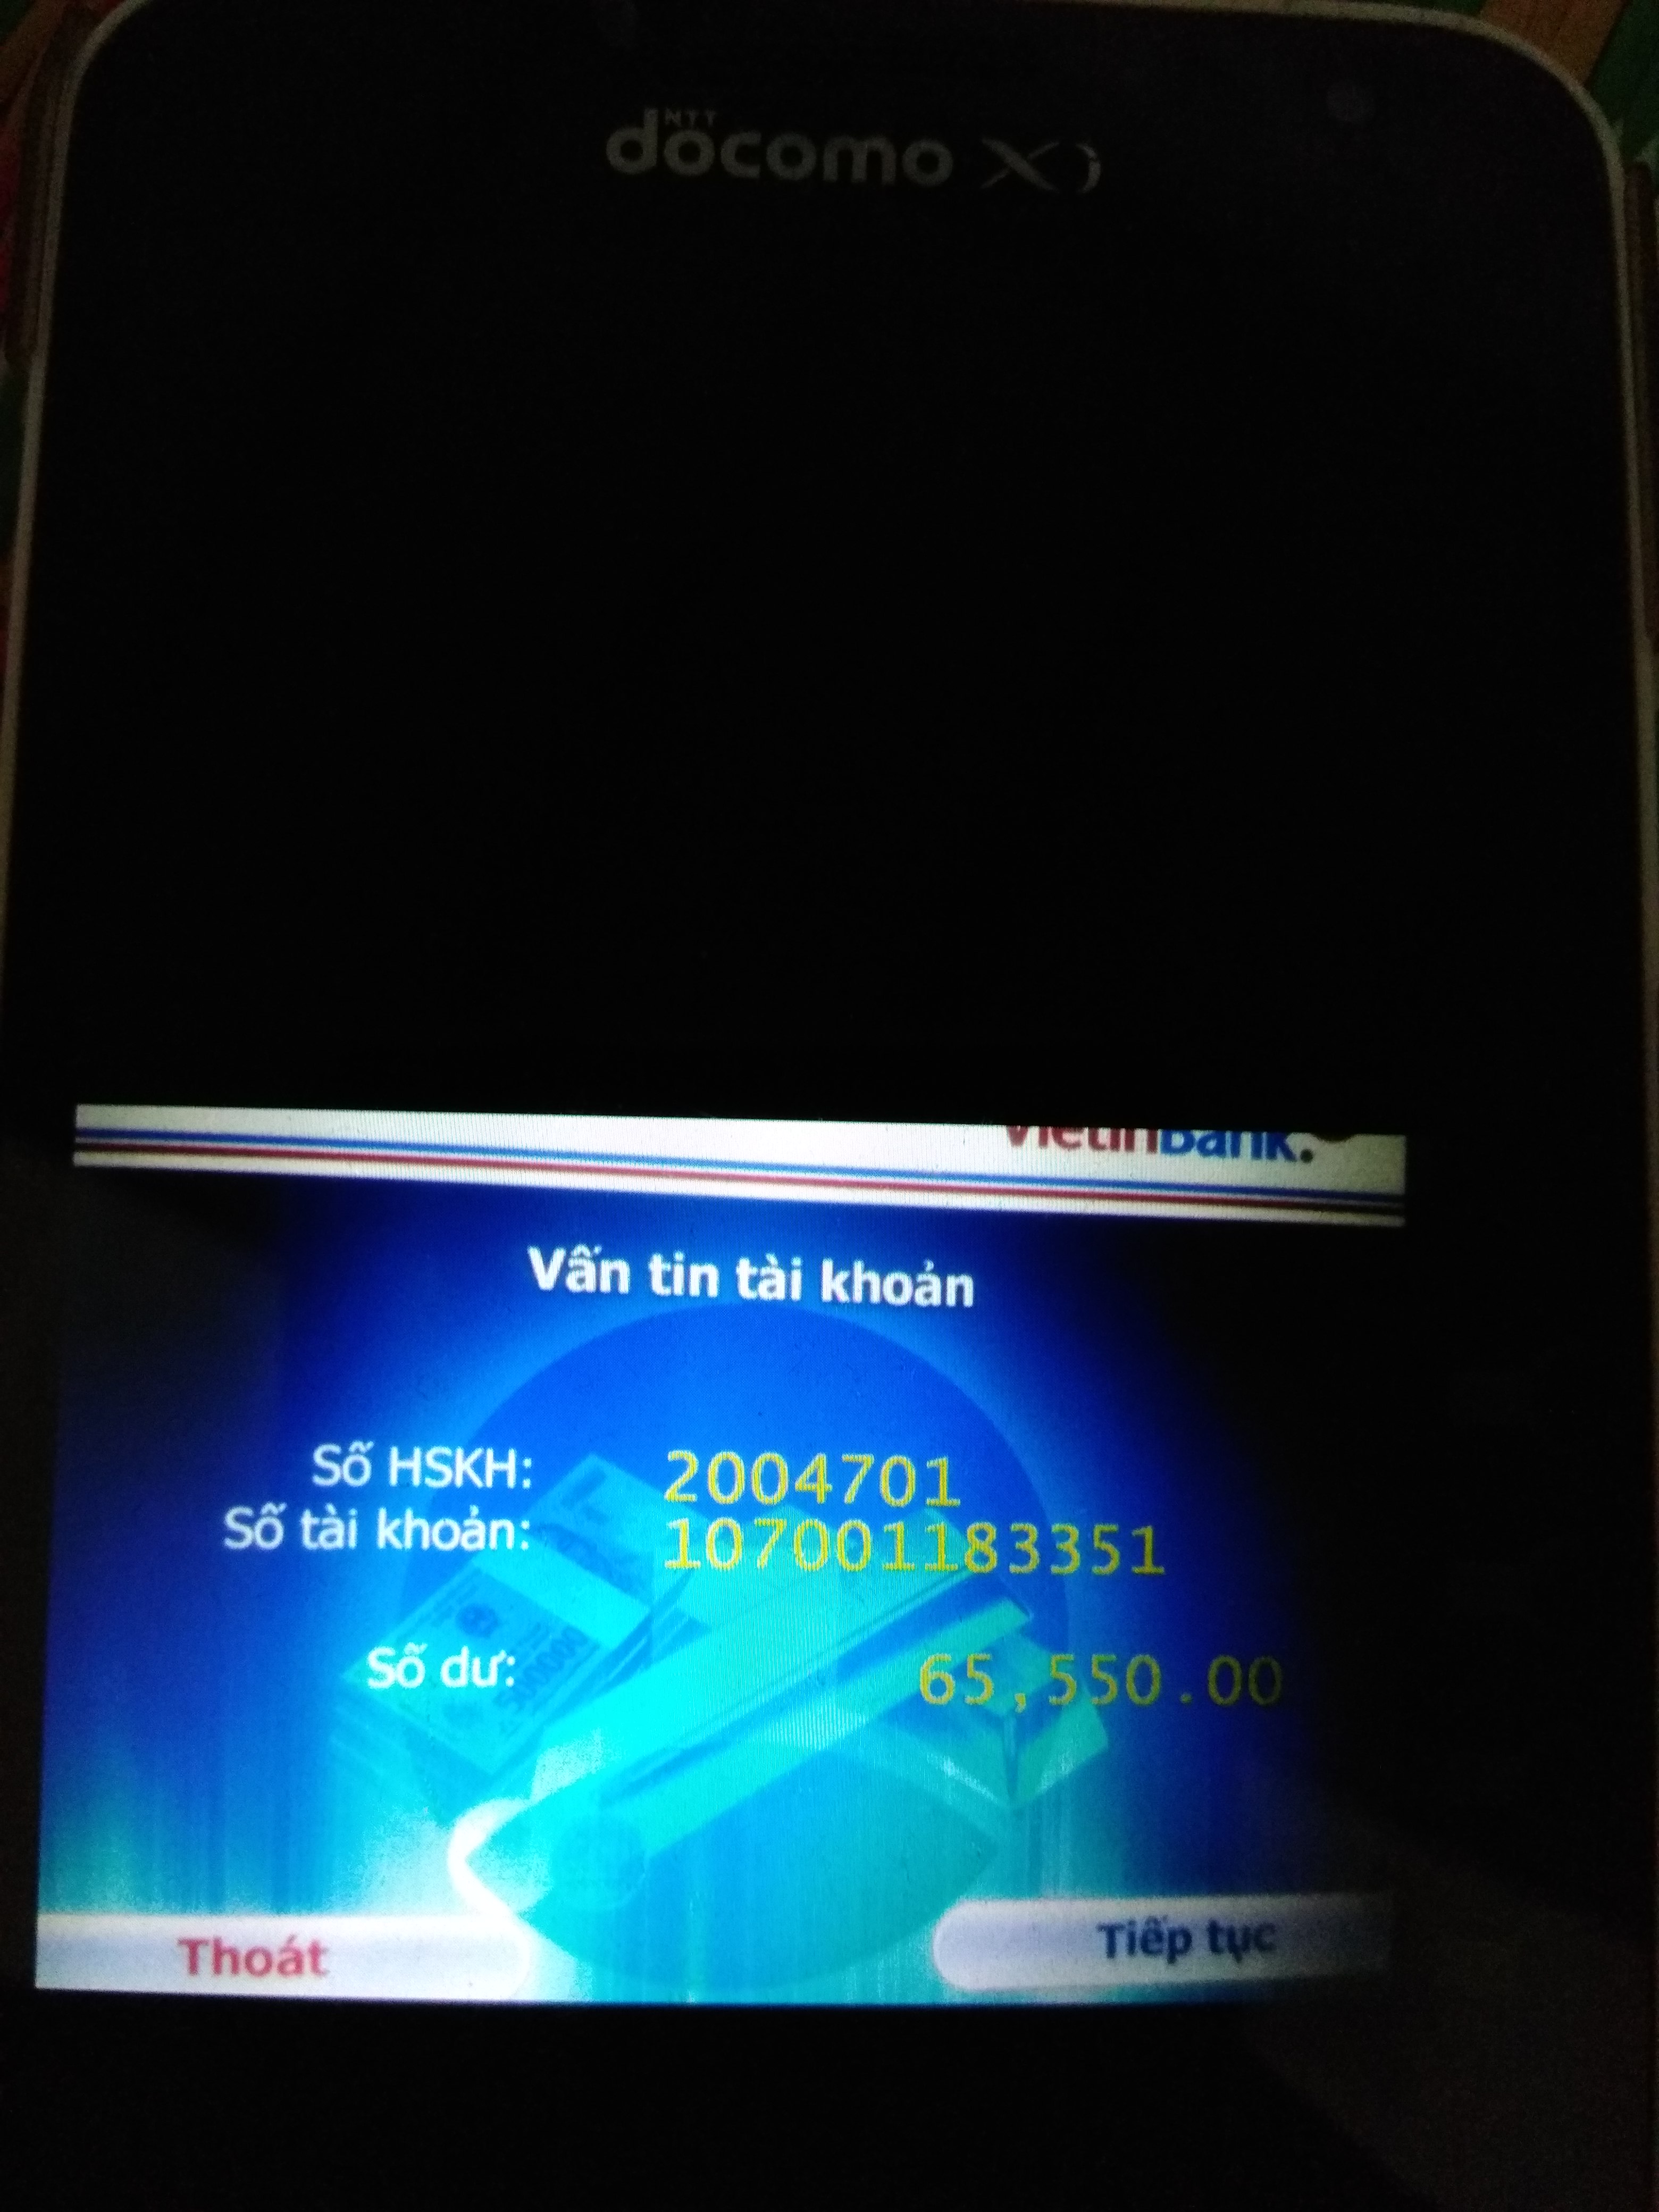 NTT
docomo Xi
VietinBank.
Vấn tin tài khoản
Số HSKH: 2004701
Số tài khoản: 107001183351
Số dư: 65,550.00
Thoát
Tiếp tục